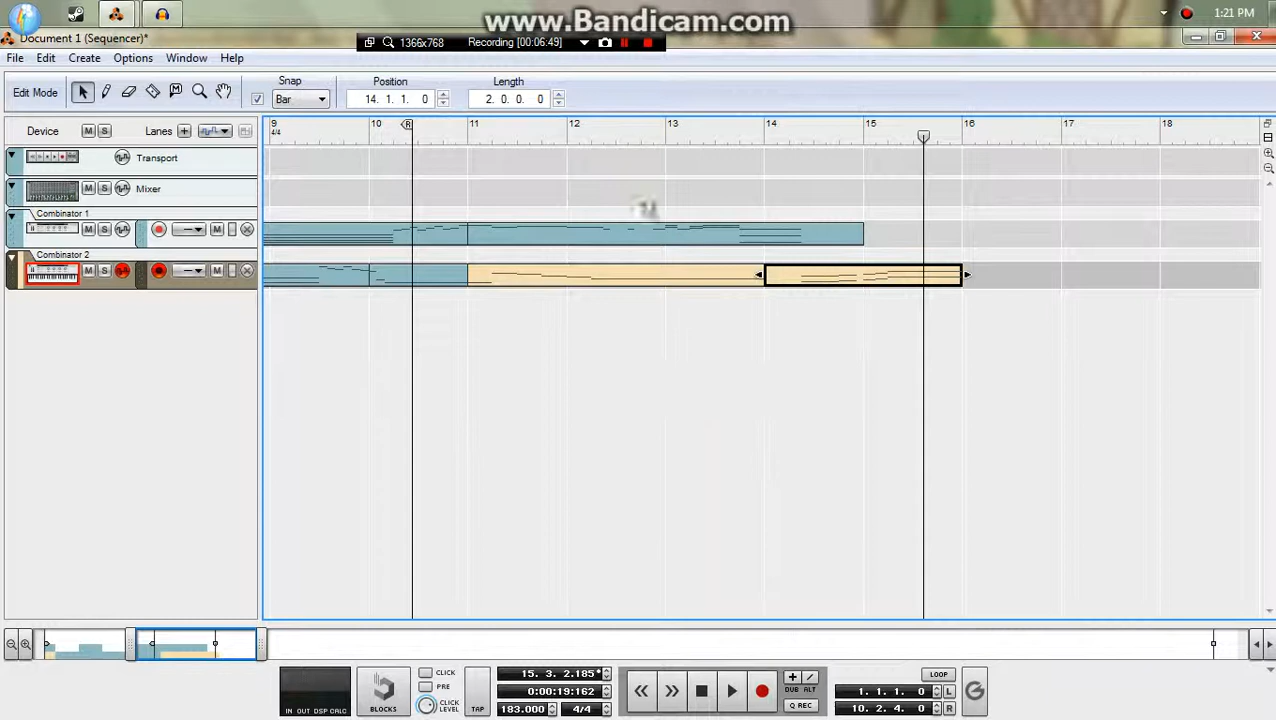 www.Bandicam.com
1:21 PM
Document 1 (Sequencer)*
1366x768 Recording [00:06:49]
File Edit Create Options Window Help
Edit Mode
Snap
Bar
Position
14. 1. 1. 0
Length
2. 0. 0. 0
Device M S Lanes
9 10 11 12 13 14 15 16 17 18
4/4
R
Transport
M S Mixer
Combinator 1
M S M
Combinator 2
M S M
BLOCKS
IN OUT DSP CALC
CLICK
PRE
CLICK
LEVEL
TAP
15. 3. 2.185*
0:00:19:162
183.000 4/4
DUB ALT
Q REC
LOOP
1. 1. 1. 0 L
10. 2. 4. 0 R